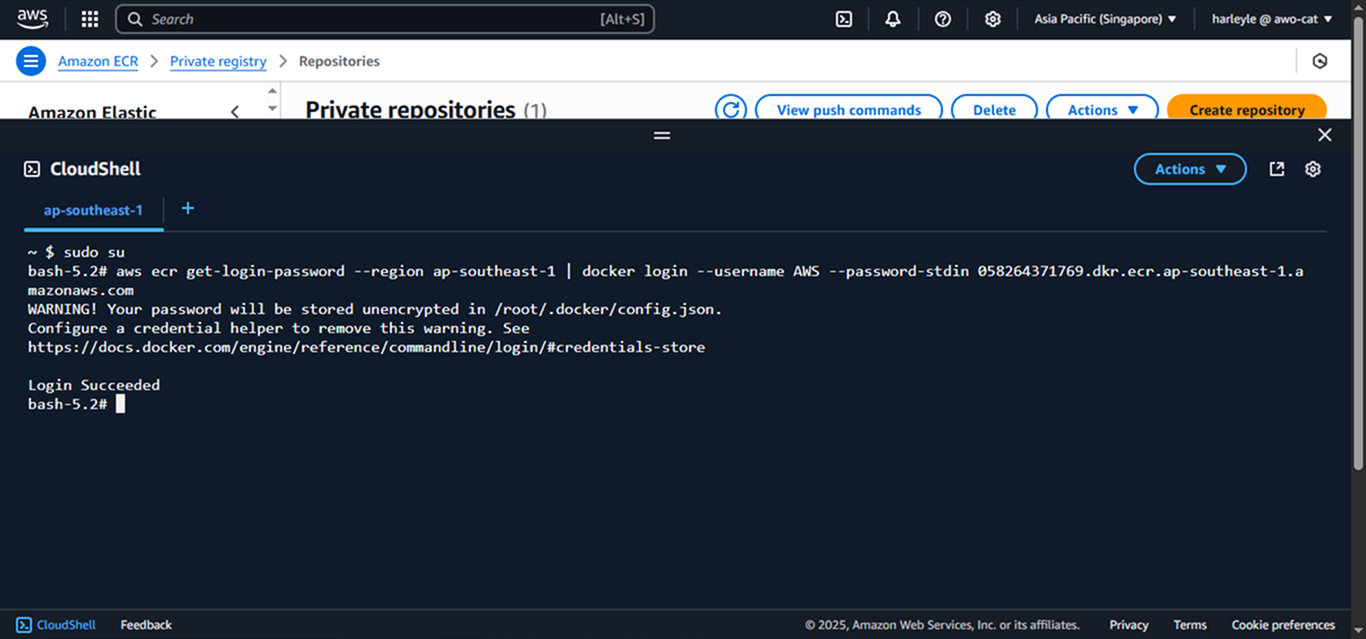 aws
Search [Alt+S]
Asia Pacific (Singapore) ▼
harleyle @ awo-cat ▼
Amazon ECR > Private registry > Repositories
Amazon Elastic
Private repositories (1)
View push commands
Delete
Actions ▼
Create repository
CloudShell
Actions ▼
ap-southeast-1 +
~ $ sudo su
bash-5.2# aws ecr get-login-password --region ap-southeast-1 | docker login --username AWS --password-stdin 058264371769.dkr.ecr.ap-southeast-1.a
mazonaws.com
WARNING! Your password will be stored unencrypted in /root/.docker/config.json.
Configure a credential helper to remove this warning. See
https://docs.docker.com/engine/reference/commandline/login/#credentials-store
Login Succeeded
bash-5.2#
CloudShell Feedback © 2025, Amazon Web Services, Inc. or its affiliates. Privacy Terms Cookie preferences